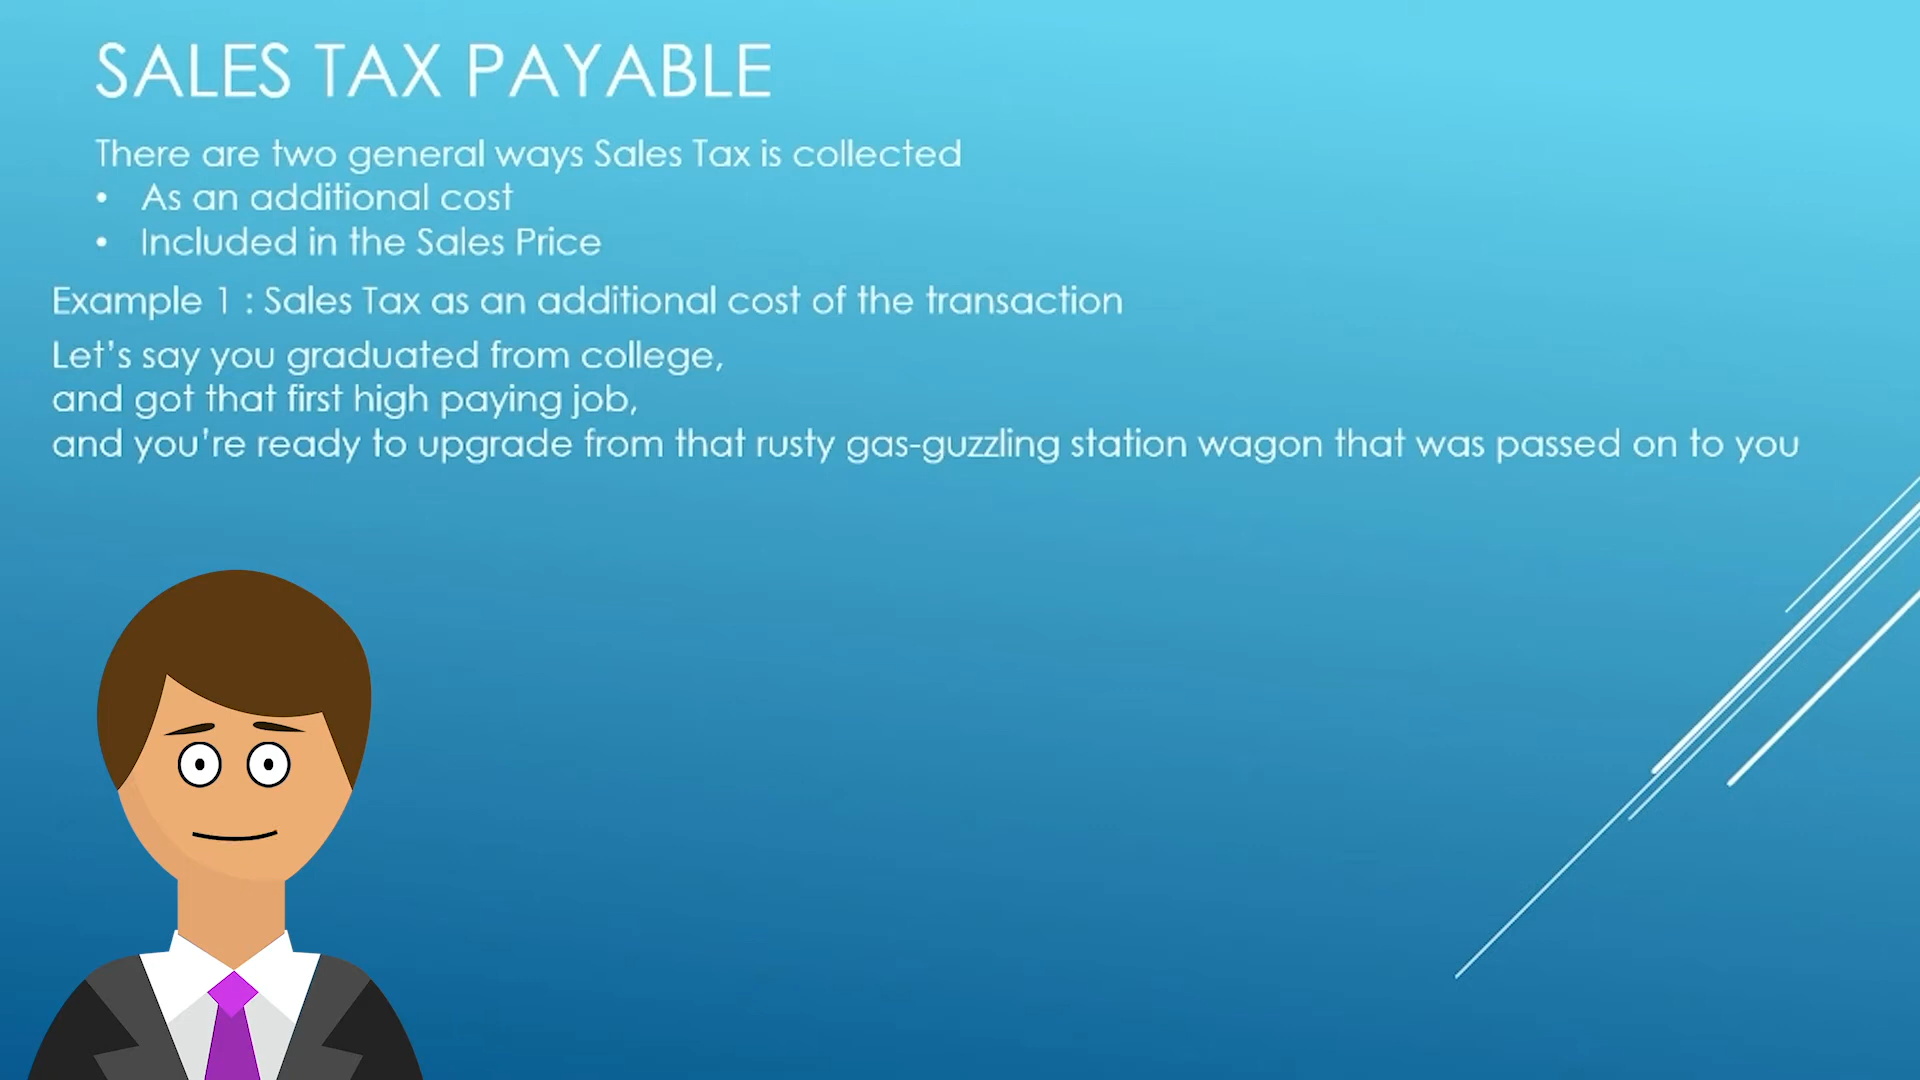 SALES TAX PAYABLE
There are two general ways Sales Tax is collected
• As an additional cost
• Included in the Sales Price
Example 1 : Sales Tax as an additional cost of the transaction
Let’s say you graduated from college,
and got that first high paying job,
and you’re ready to upgrade from that rusty gas-guzzling station wagon that was passed on to you